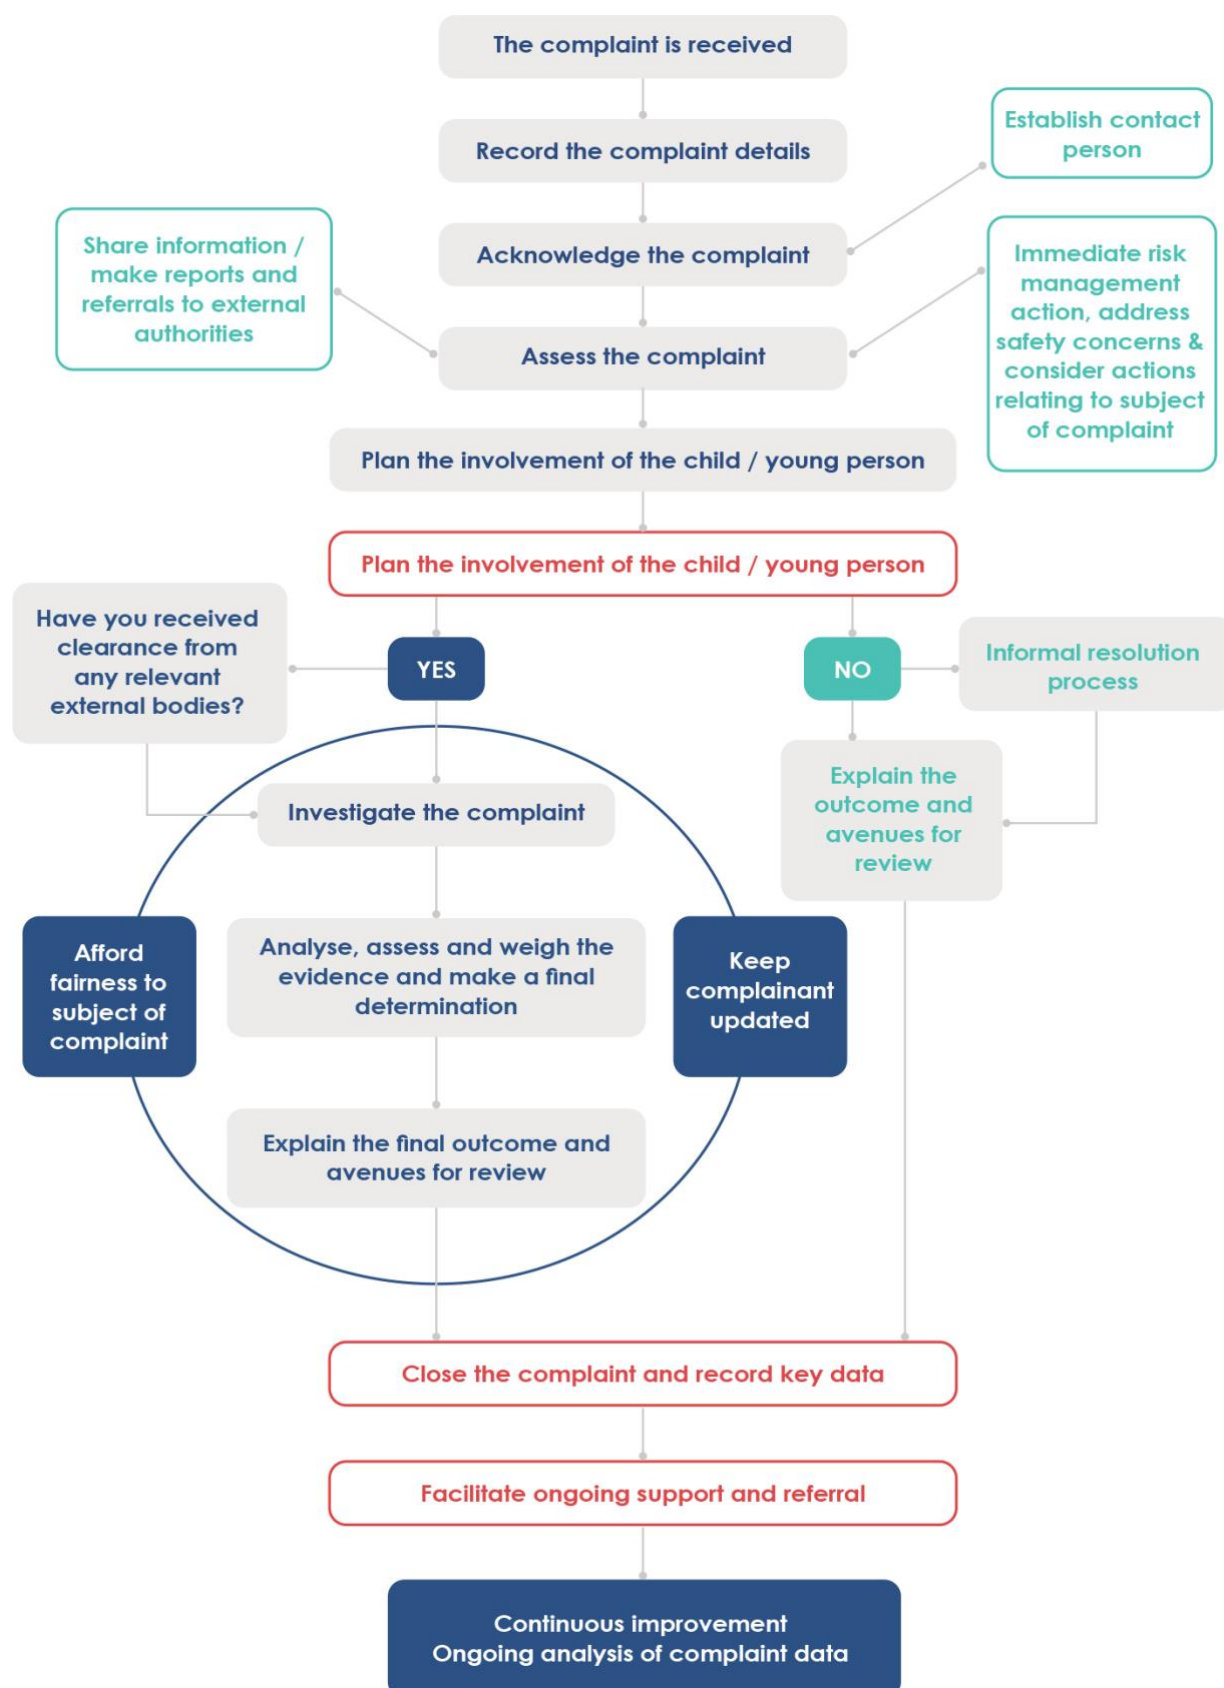 The complaint is received
Record the complaint details
Establish contact
person
Acknowledge the complaint
Share information /
make reports and
referrals to external
authorities
Immediate risk
management
action, address
safety concerns &
consider actions
relating to subject
of complaint
Assess the complaint
Plan the involvement of the child / young person
Plan the involvement of the child / young person
Have you received
clearance from
any relevant
external bodies?
YES
NO
Informal resolution
process
Explain the
outcome and
avenues for
review
Investigate the complaint
Afford
fairness to
subject of
complaint
Analyse, assess and weigh the
evidence and make a final
determination
Keep
complainant
updated
Explain the final outcome and
avenues for review
Close the complaint and record key data
Facilitate ongoing support and referral
Continuous improvement
Ongoing analysis of complaint data